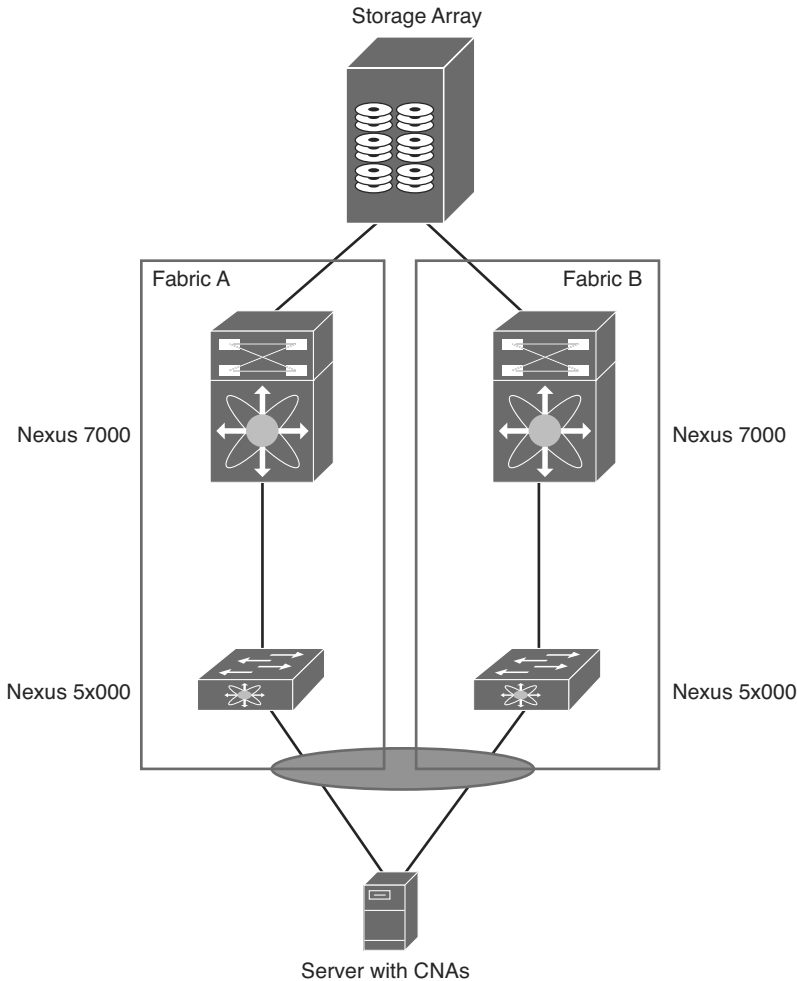 Storage Array
Fabric A
Fabric B
Nexus 7000
Nexus 7000
Nexus 5x000
Nexus 5x000
Server with CNAs